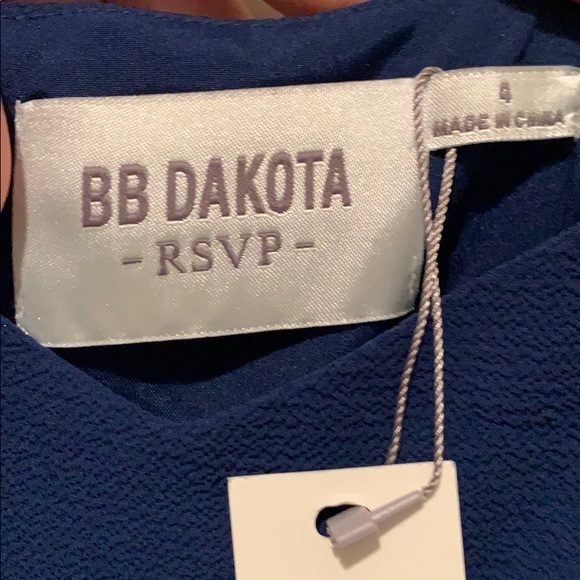 BB DAKOTA
- RSVP -
4
MADE IN CHINA